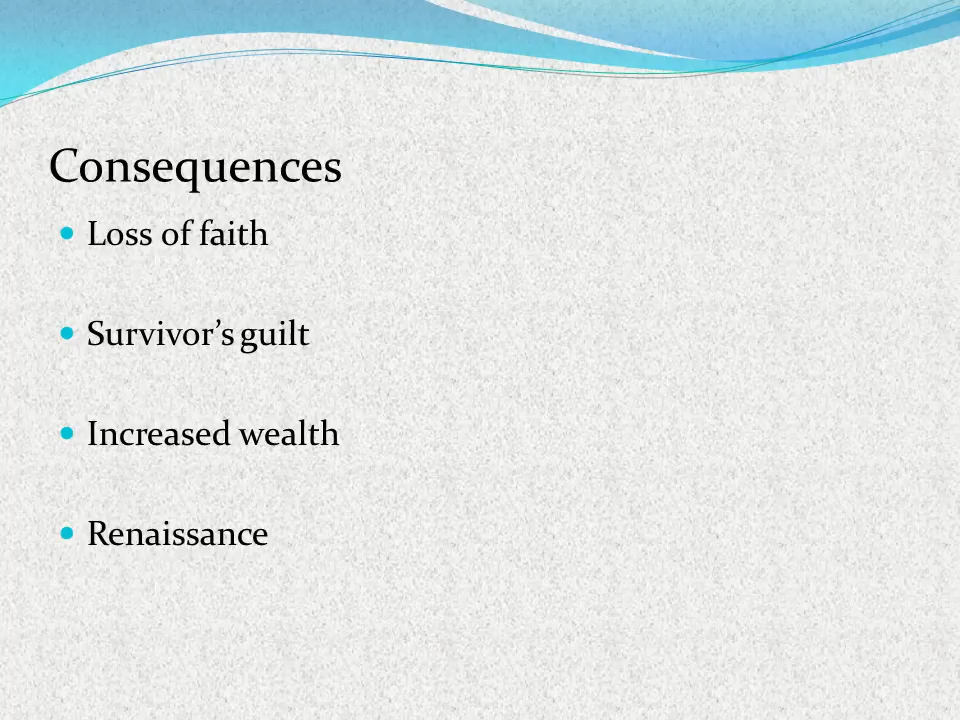 Consequences
Loss of faith
Survivor’s guilt
Increased wealth
Renaissance